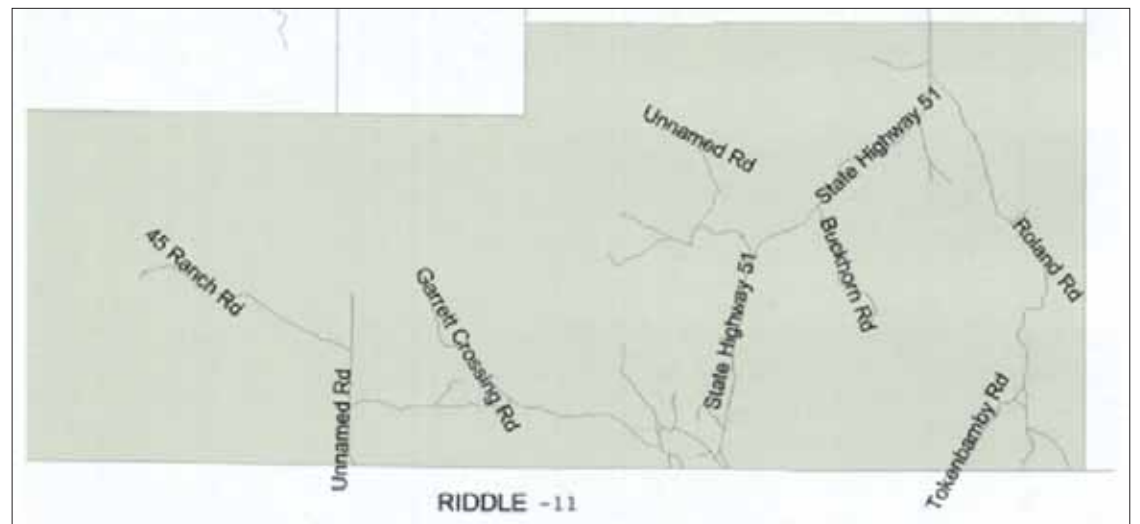 State Highway 51
Unnamed Rd
Buckhorn Rd
Roland Rd
45 Ranch Rd
Garrett Crossing Rd
State Highway 51
Unnamed Rd
Tokenbamby Rd
RIDDLE -11